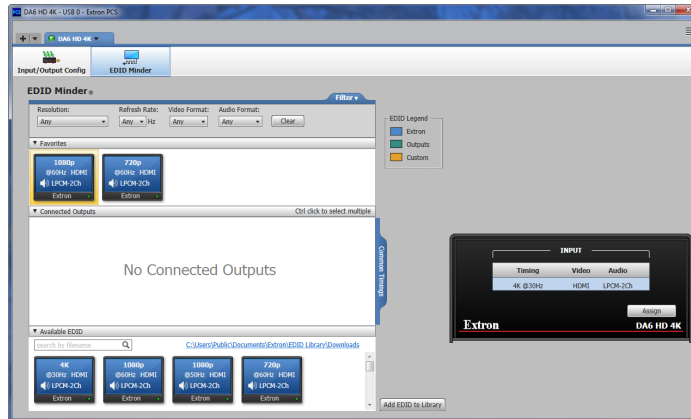 DA6 HD 4K - USB 0 - Extron PCS
DA6 HD 4K
Input/Output Config
EDID Minder
EDID Minder®
Filter
Resolution:
Refresh Rate:
Video Format:
Audio Format:
Any
Any
Hz
Any
Any
Clear
EDID Legend
Extron
Outputs
Custom
Favorites
1080p
@60Hz HDMI
LPCM-2Ch
Extron
720p
@60Hz HDMI
LPCM-2Ch
Extron
Connected Outputs
Ctrl click to select multiple
No Connected Outputs
Common Timings
INPUT
Timing Video Audio
4K @30Hz HDMI LPCM-2Ch
Assign
Extron
DA6 HD 4K
Available EDID
search by filename
C:\Users\Public\Documents\Extron\EDID Library\Downloads
4K
@30Hz HDMI
LPCM-2Ch
Extron
1080p
@60Hz HDMI
LPCM-2Ch
Extron
1080p
@50Hz HDMI
LPCM-2Ch
Extron
720p
@60Hz HDMI
LPCM-2Ch
Extron
Add EDID to Library